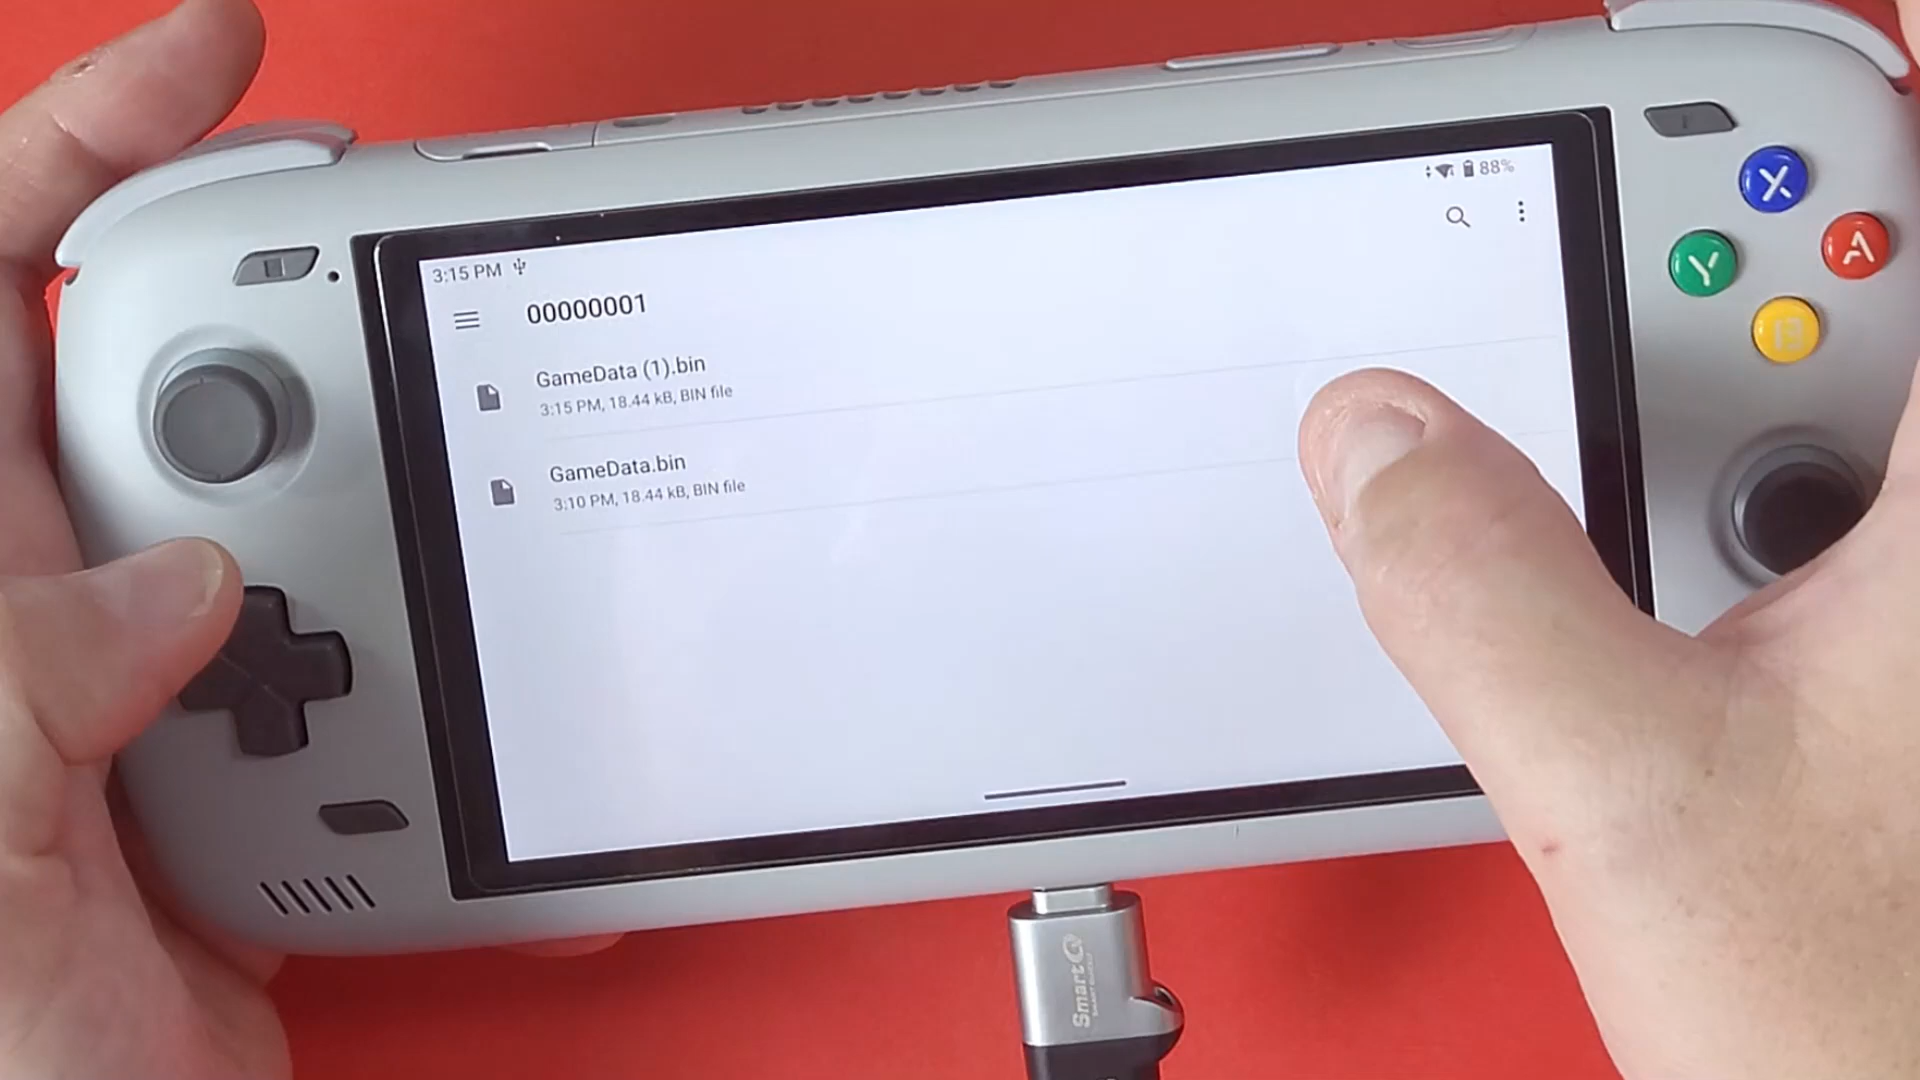 3:15 PM
88%
00000001
GameData (1).bin
3:15 PM, 18.44 kB, BIN file
GameData.bin
3:10 PM, 18.44 kB, BIN file
X
Y
A
B
SmartQ